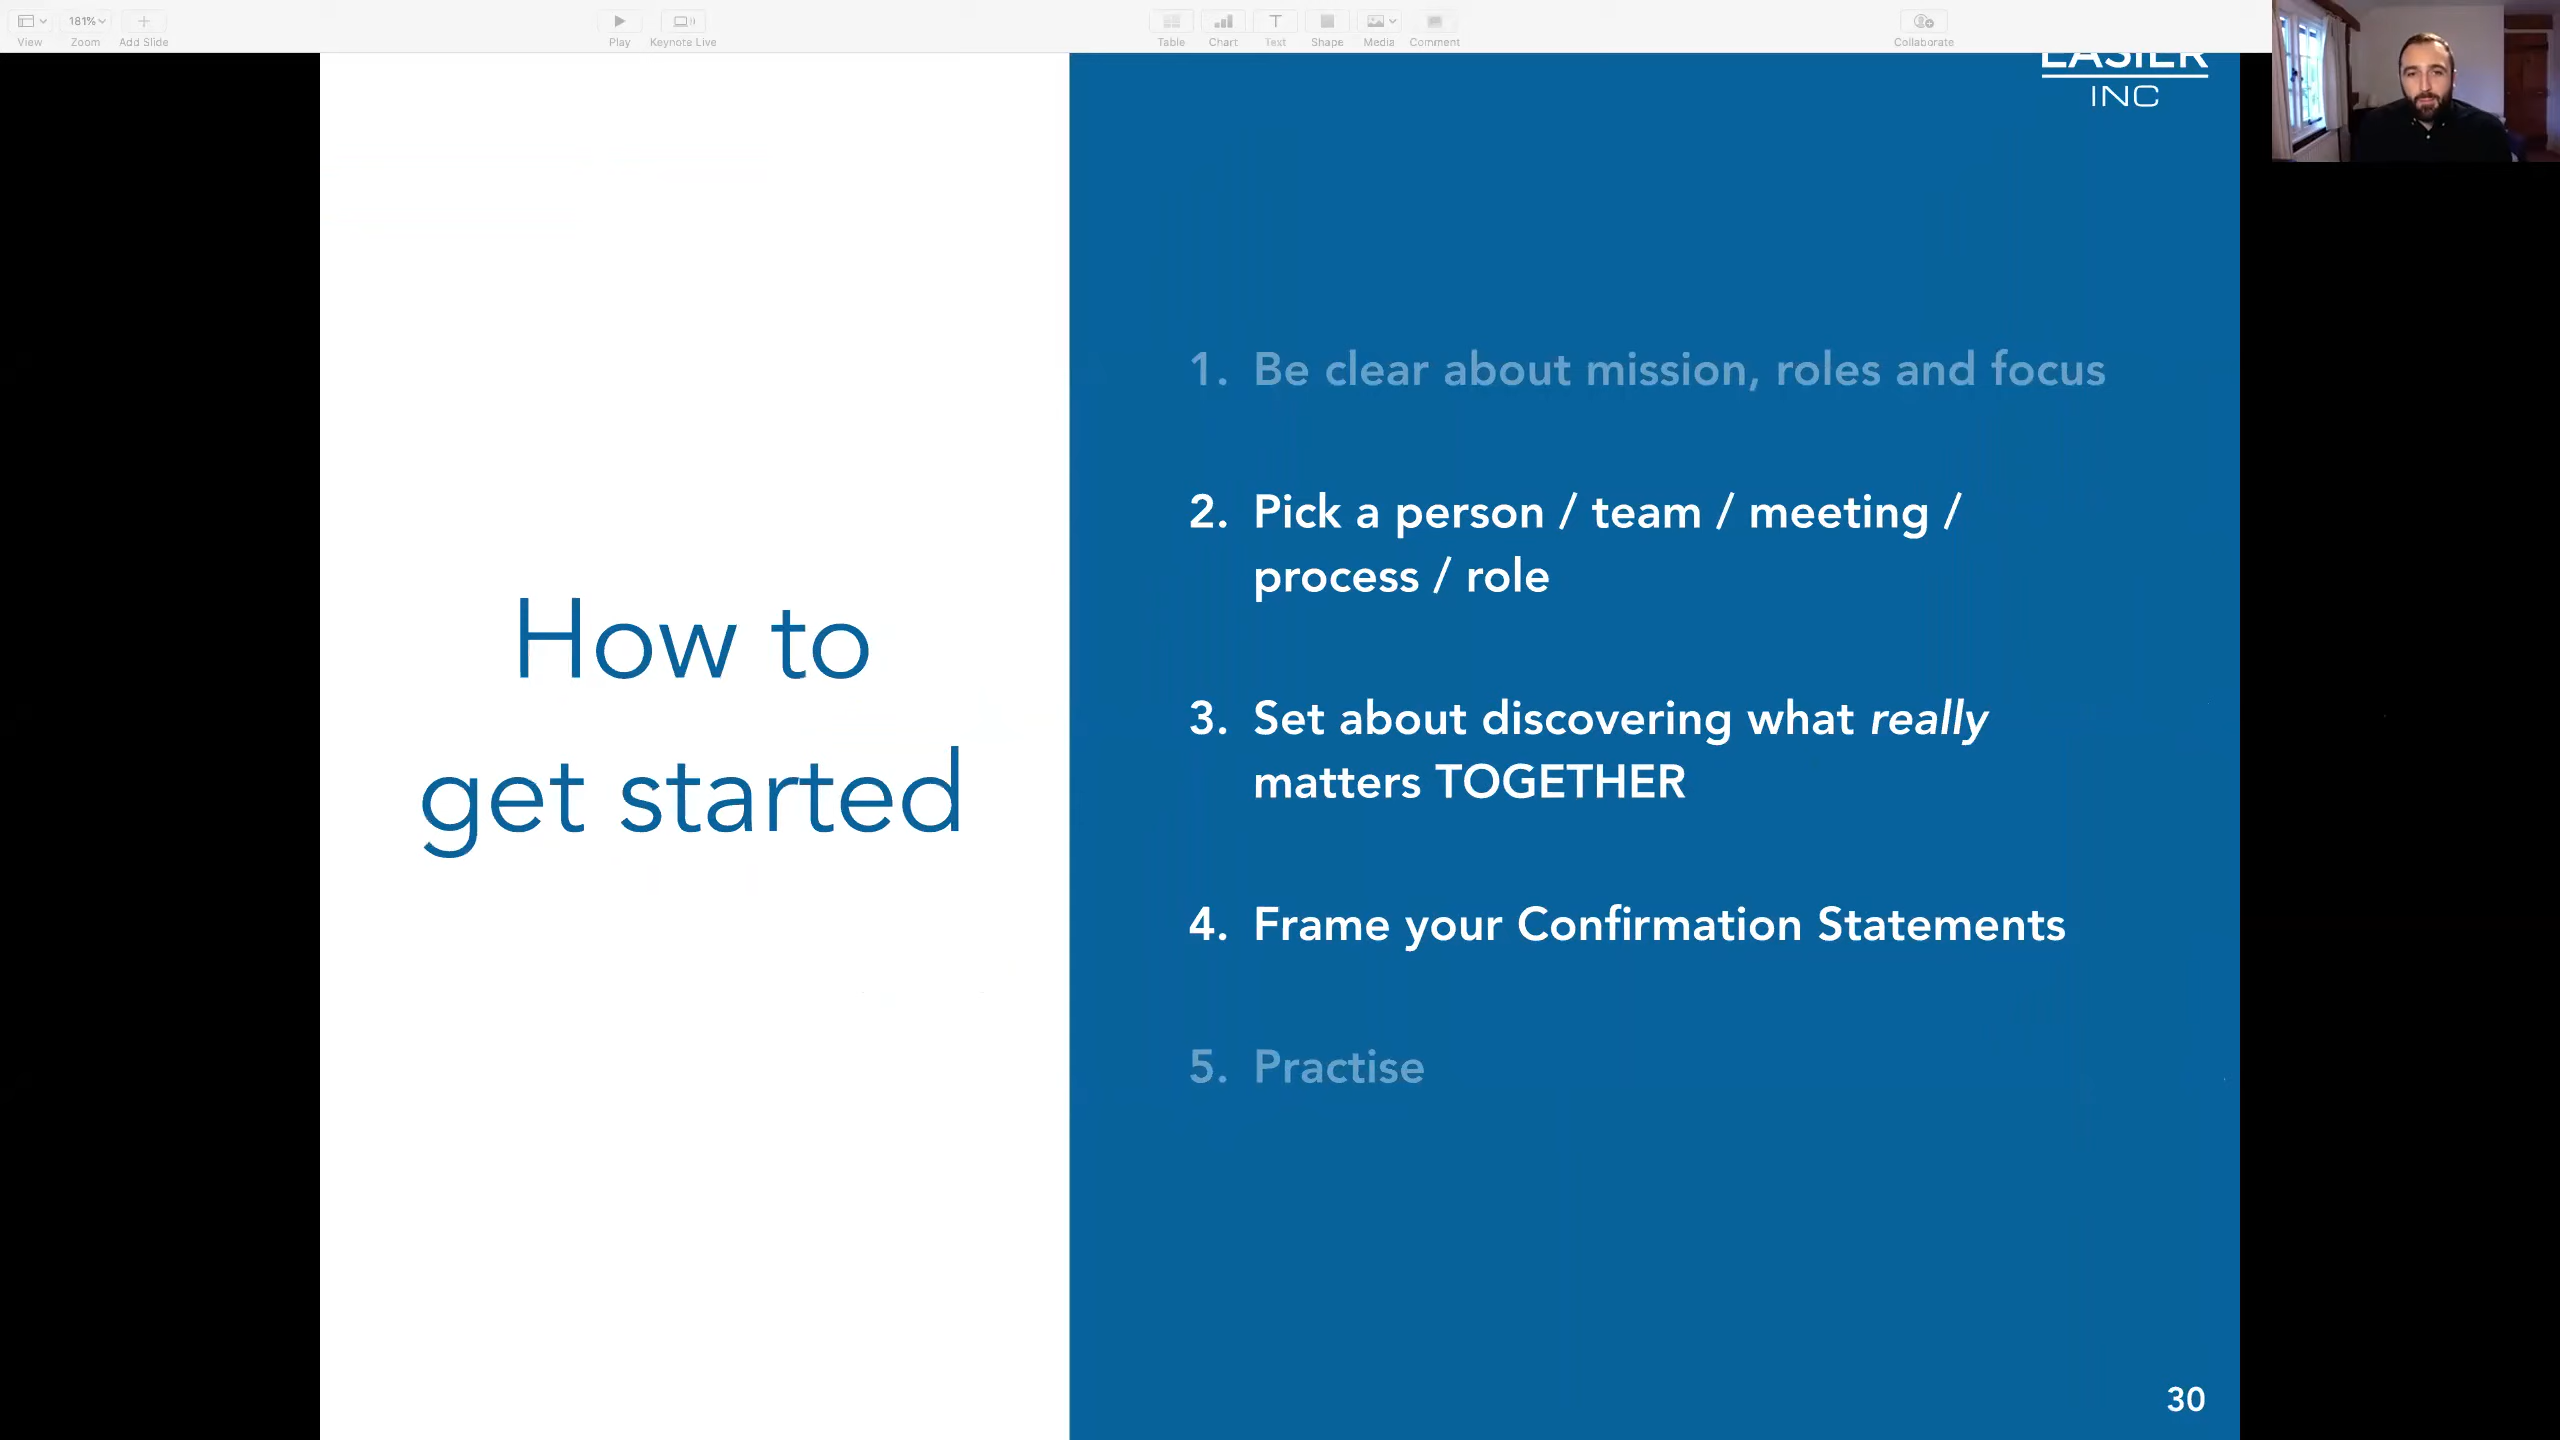 View
181%
Zoom
Add Slide
Play
Keynote Live
Table
Chart
Text
Shape
Media
Comment
Collaborate
EASIER
INC
How to
get started
1. Be clear about mission, roles and focus
2. Pick a person / team / meeting /
process / role
3. Set about discovering what really
matters TOGETHER
4. Frame your Confirmation Statements
5. Practise
30